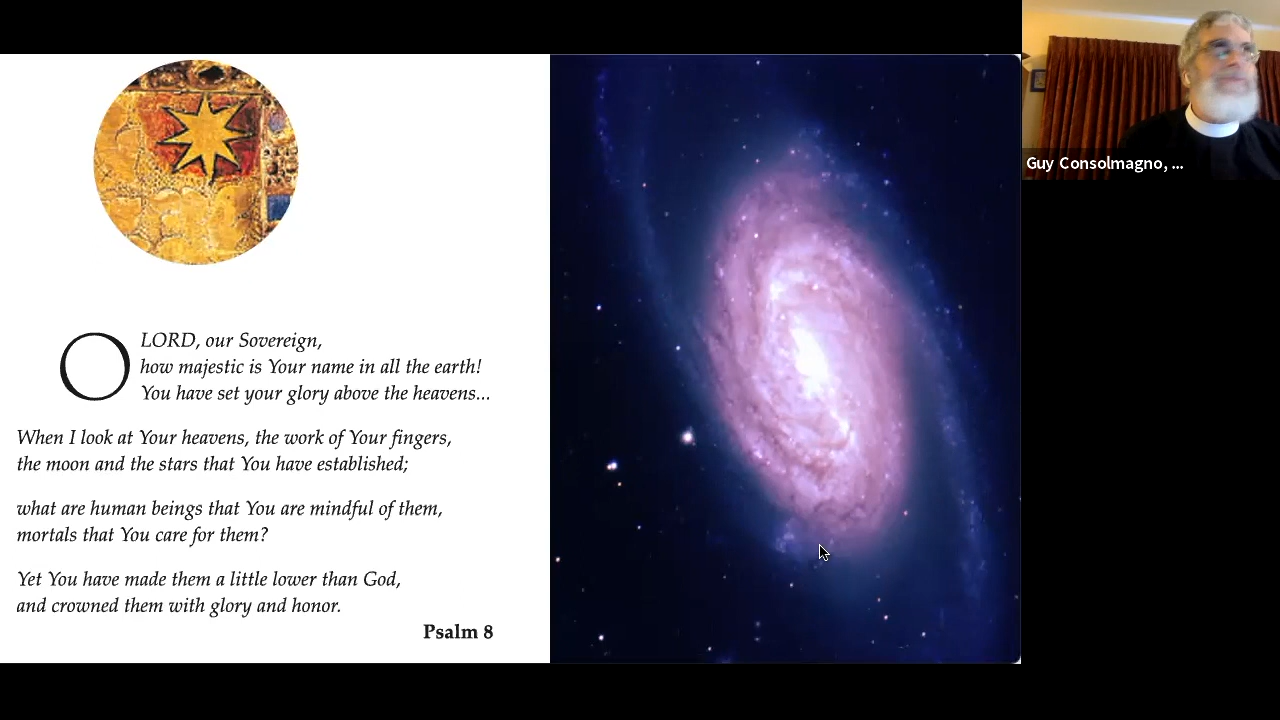 O LORD, our Sovereign,
how majestic is Your name in all the earth!
You have set your glory above the heavens...
When I look at Your heavens, the work of Your fingers,
the moon and the stars that You have established;
what are human beings that You are mindful of them,
mortals that You care for them?
Yet You have made them a little lower than God,
and crowned them with glory and honor.
Psalm 8
Guy Consolmagno, ...